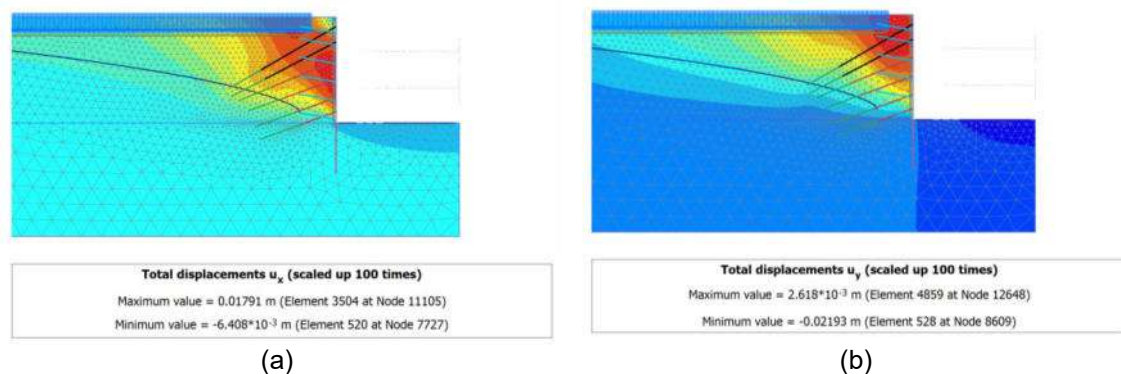 Total displacements uₓ (scaled up 100 times)
Maximum value = 0.01791 m (Element 3504 at Node 11105)
Minimum value = -6.408*10⁻³ m (Element 520 at Node 7727)
(a)
Total displacements u_y (scaled up 100 times)
Maximum value = 2.618*10⁻³ m (Element 4859 at Node 12648)
Minimum value = -0.02193 m (Element 528 at Node 8609)
(b)